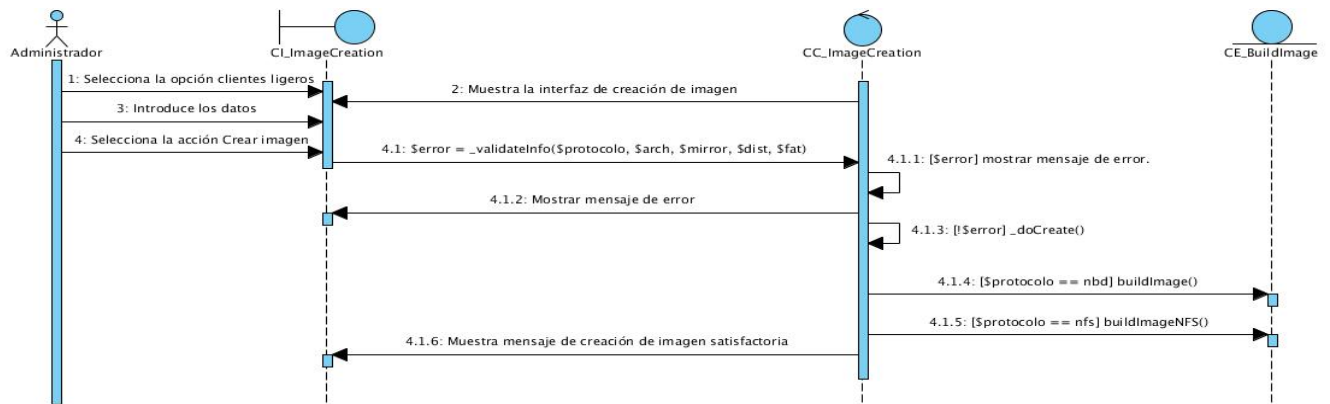 Administrador
CI_ImageCreation
CC_ImageCreation
CE_BuildImage
1: Selecciona la opción clientes ligeros
2: Muestra la interfaz de creación de imagen
3: Introduce los datos
4: Selecciona la acción Crear imagen
4.1: $error = _validateInfo($protocolo, $arch, $mirror, $dist, $fat)
4.1.1: [$error] mostrar mensaje de error.
4.1.2: Mostrar mensaje de error
4.1.3: [!$error] _doCreate()
4.1.4: [$protocolo == nbd] buildImage()
4.1.5: [$protocolo == nfs] buildImageNFS()
4.1.6: Muestra mensaje de creación de imagen satisfactoria